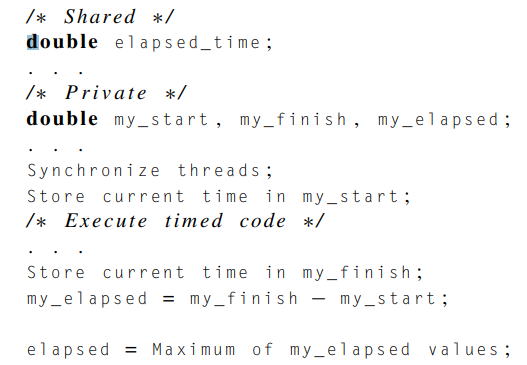 /* Shared */
double elapsed_time;
. . .
/* Private */
double my_start, my_finish, my_elapsed;
. . .
Synchronize threads;
Store current time in my_start;
/* Execute timed code */
. . .
Store current time in my_finish;
my_elapsed = my_finish − my_start;
elapsed = Maximum of my_elapsed values;